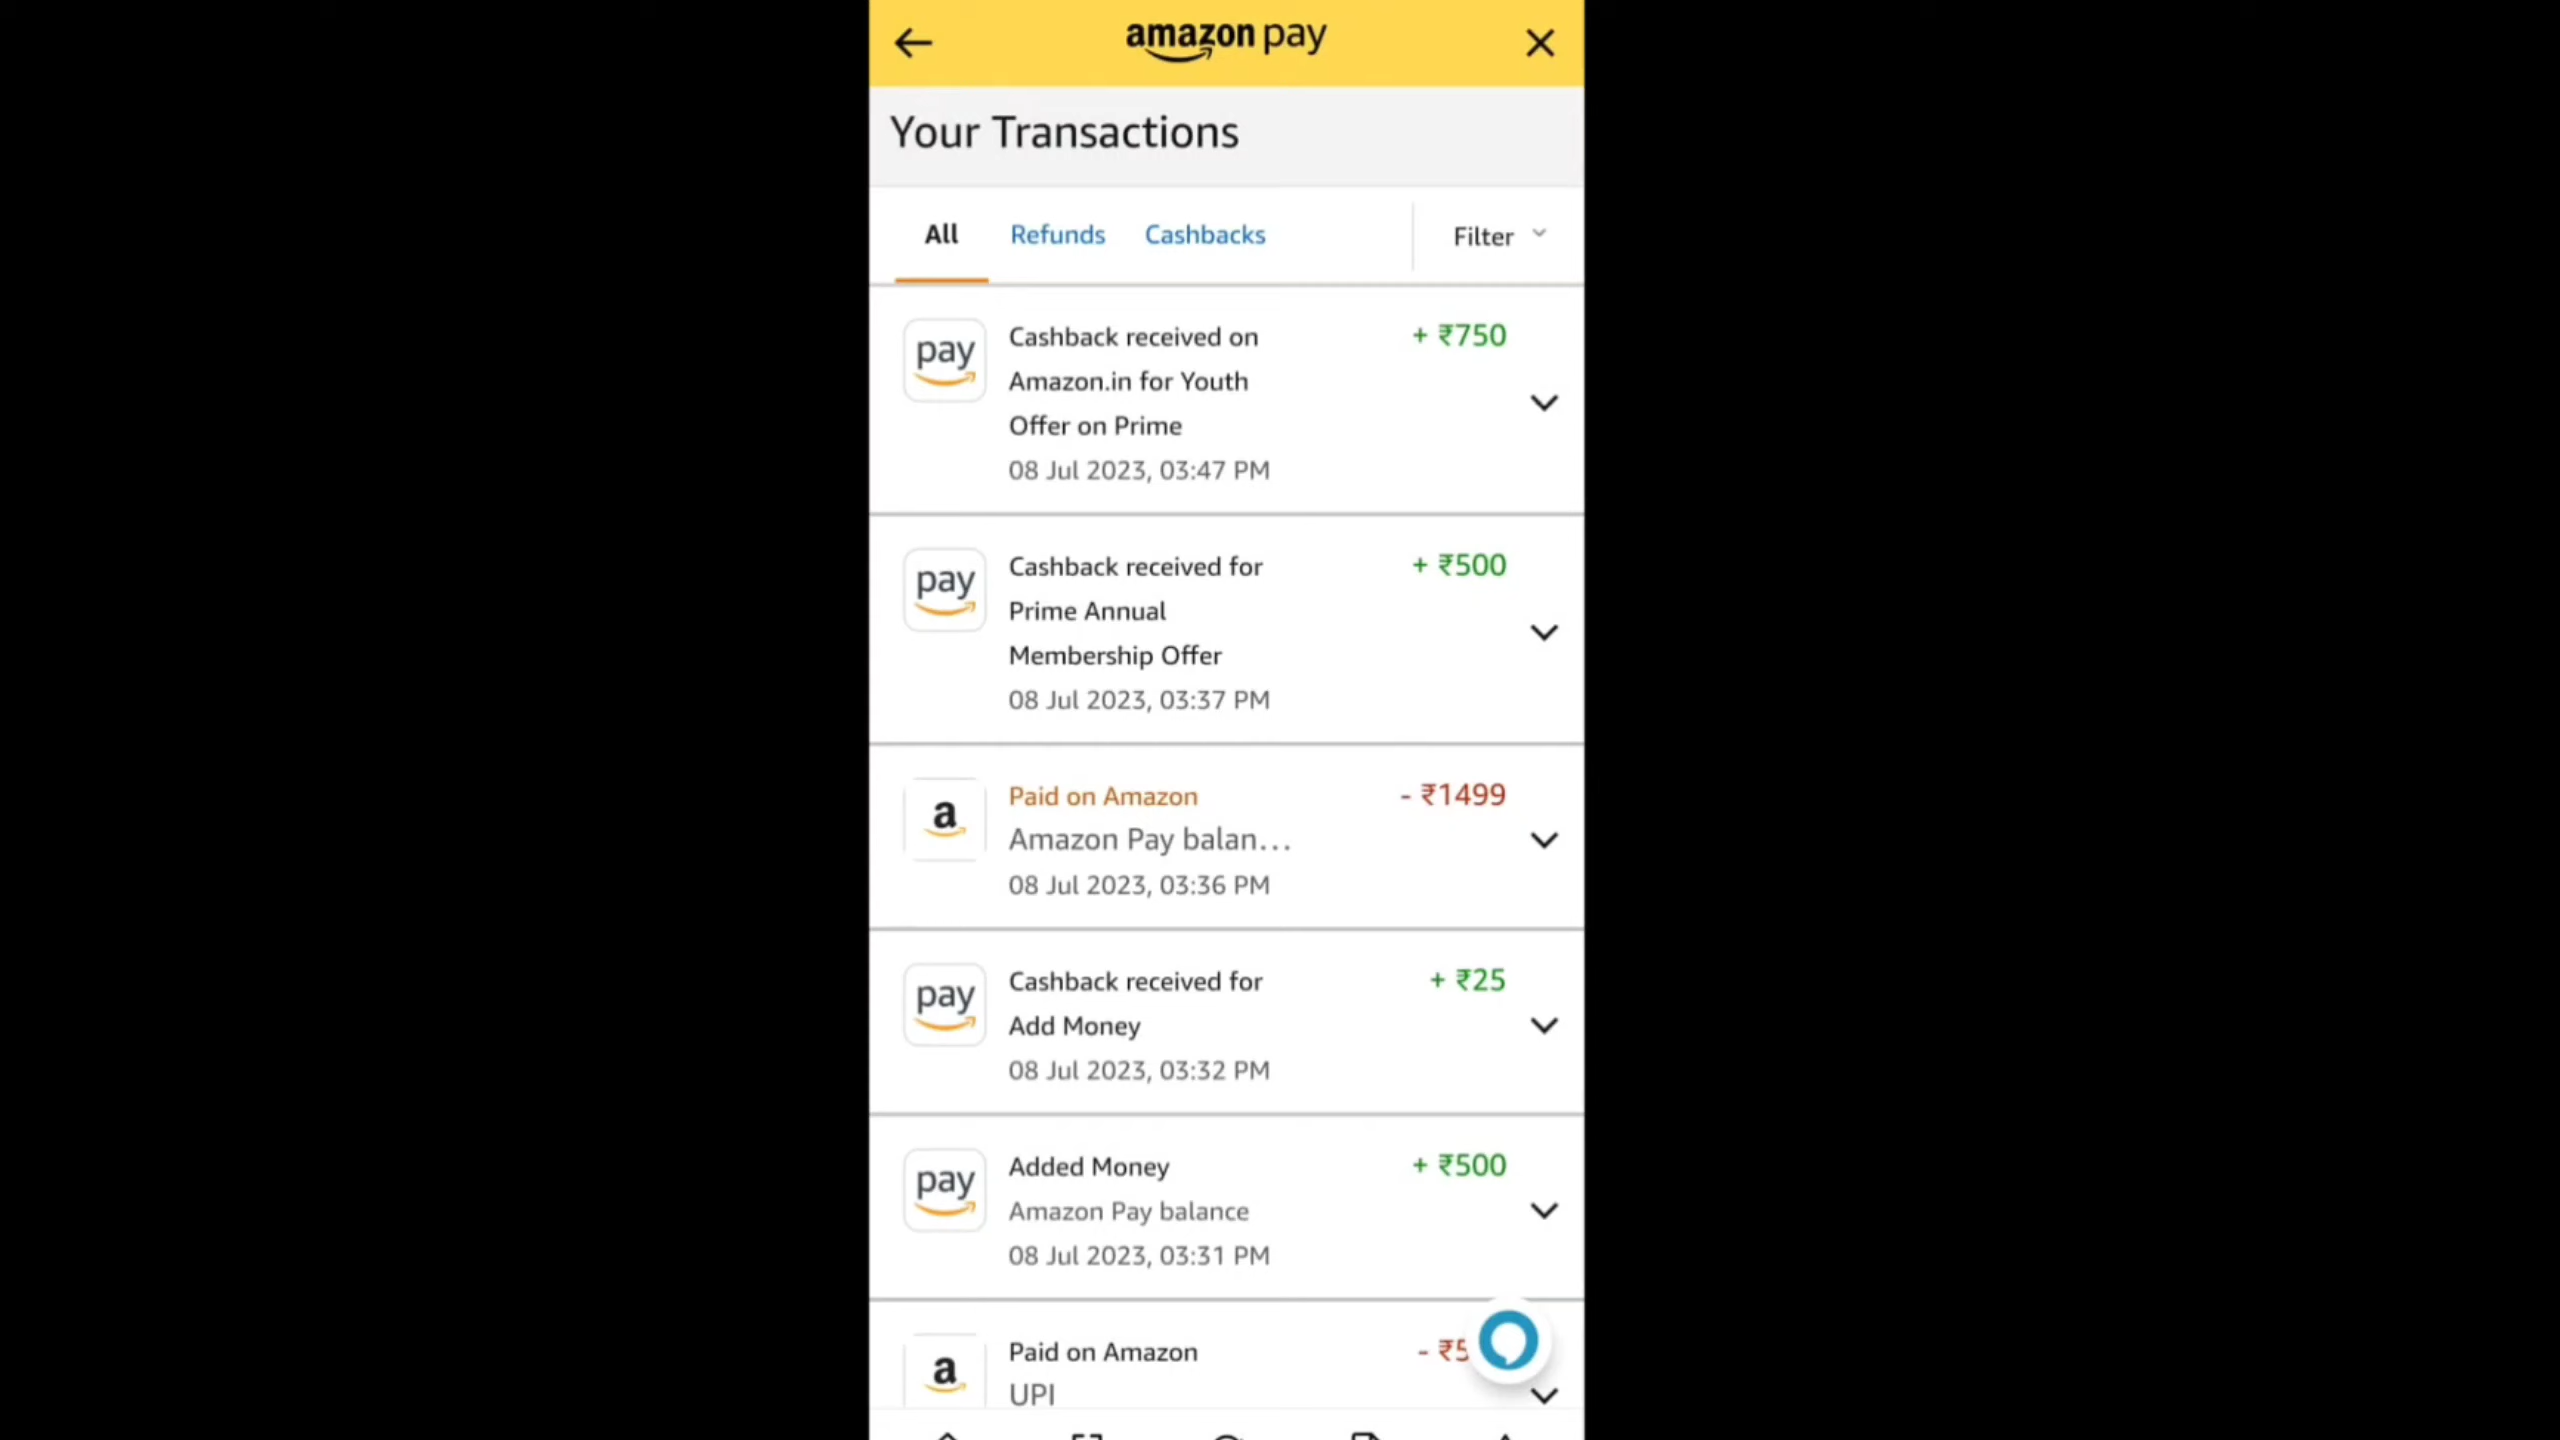 amazon pay
Your Transactions
All Refunds Cashbacks Filter
pay
Cashback received on + ₹750
Amazon.in for Youth
Offer on Prime
08 Jul 2023, 03:47 PM
pay
Cashback received for + ₹500
Prime Annual
Membership Offer
08 Jul 2023, 03:37 PM
a
Paid on Amazon - ₹1499
Amazon Pay balan...
08 Jul 2023, 03:36 PM
pay
Cashback received for + ₹25
Add Money
08 Jul 2023, 03:32 PM
pay
Added Money + ₹500
Amazon Pay balance
08 Jul 2023, 03:31 PM
a
Paid on Amazon
UPI